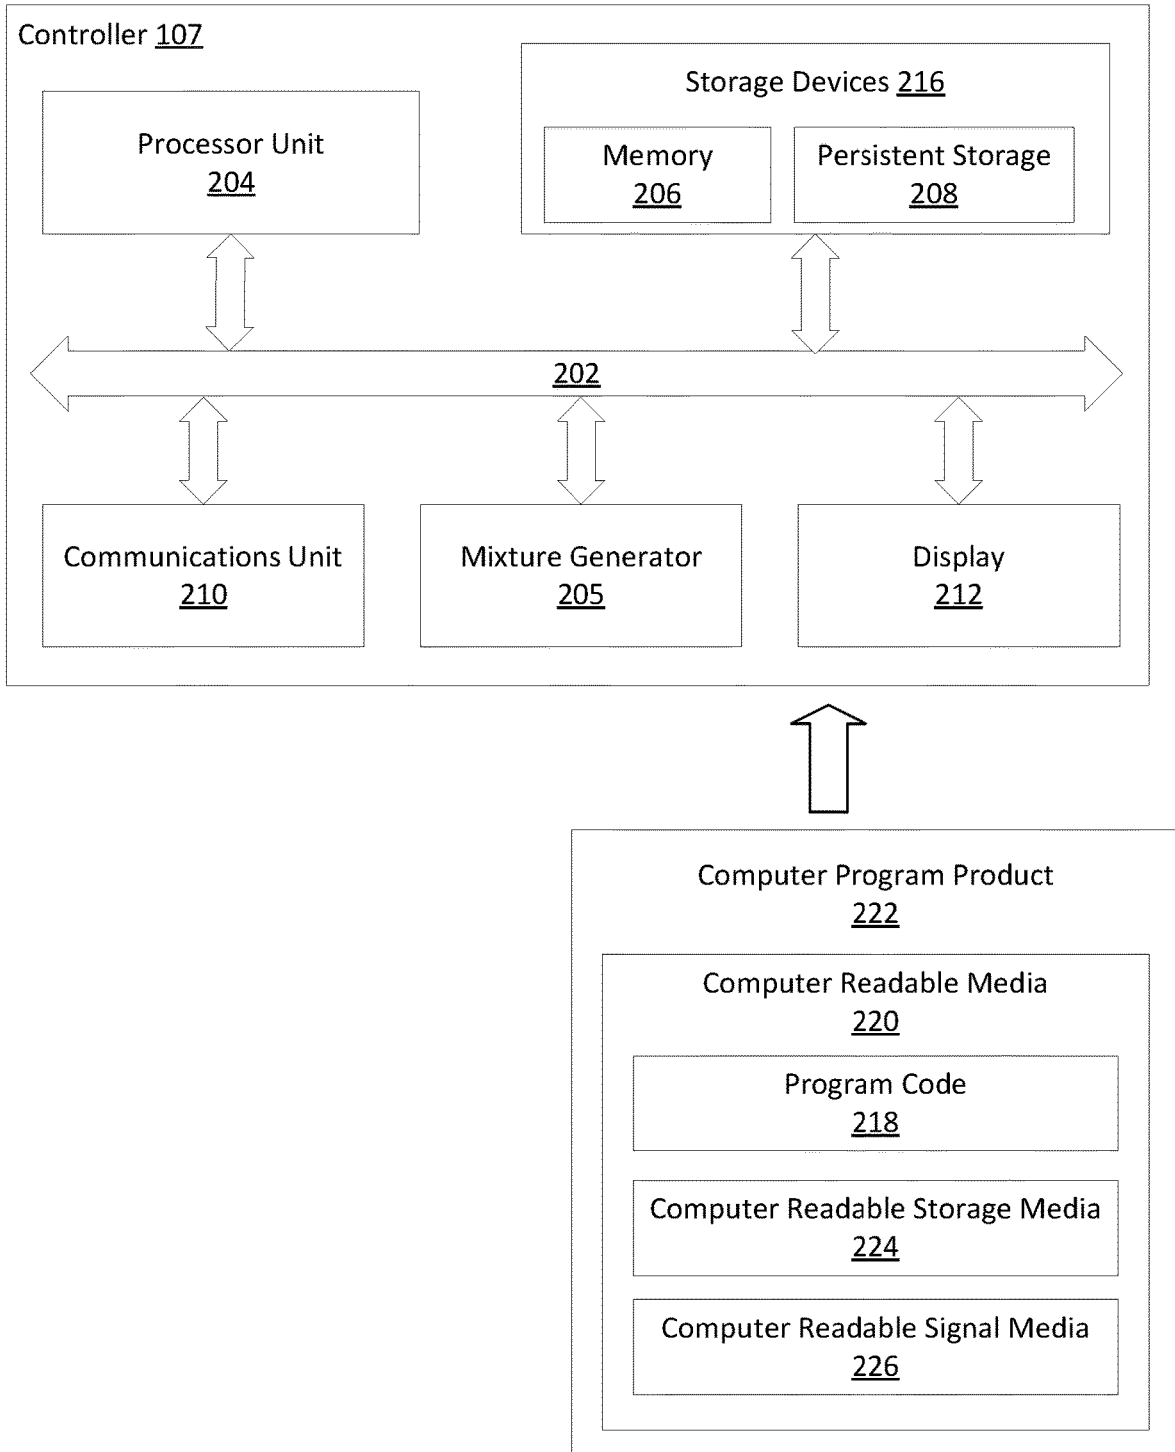 Controller 107
Processor Unit
204
Storage Devices 216
Memory
206
Persistent Storage
208
202
Communications Unit
210
Mixture Generator
205
Display
212
Computer Program Product
222
Computer Readable Media
220
Program Code
218
Computer Readable Storage Media
224
Computer Readable Signal Media
226